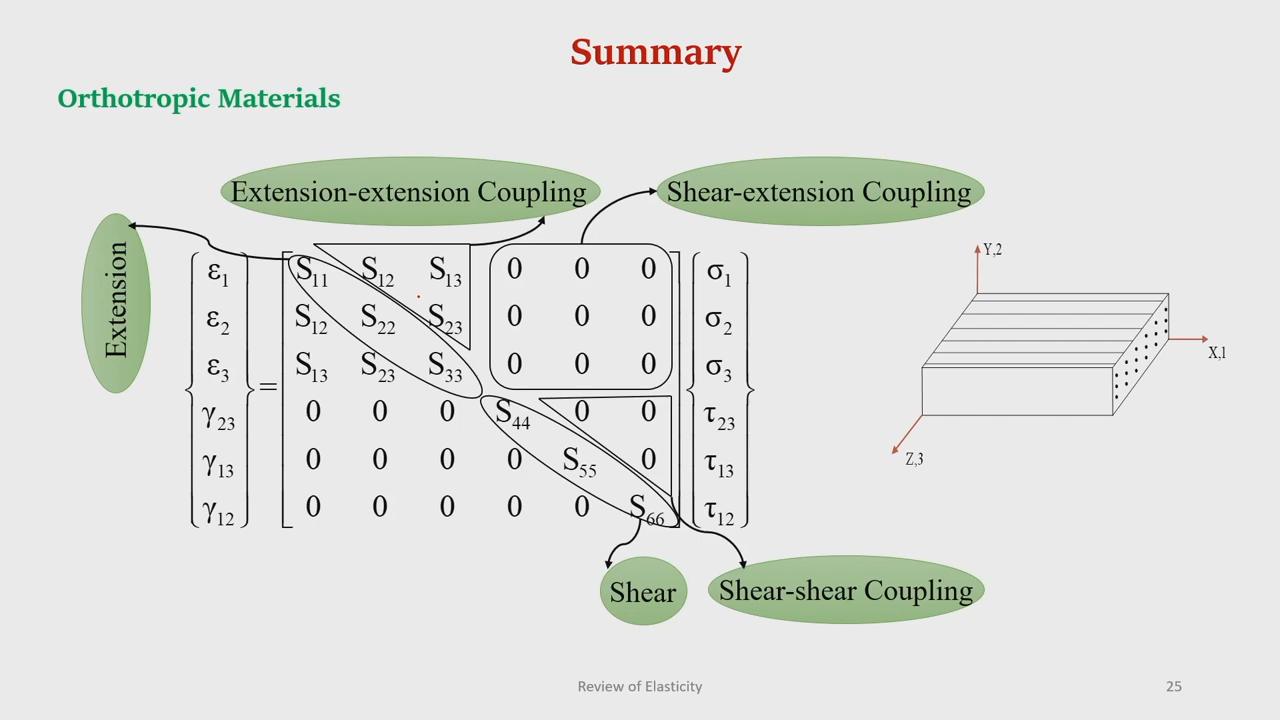 Summary
Orthotropic Materials
Extension-extension Coupling
Shear-extension Coupling
Extension
ε1 S11 S12 S13 0 0 0 σ1
ε2 S12 S22 S23 0 0 0 σ2
ε3 S13 S23 S33 0 0 0 σ3
γ23 = 0 0 0 S44 0 0 τ23
γ13 0 0 0 0 S55 0 τ13
γ12 0 0 0 0 0 S66 τ12
Y,2
X,1
Z,3
Shear
Shear-shear Coupling
Review of Elasticity
25